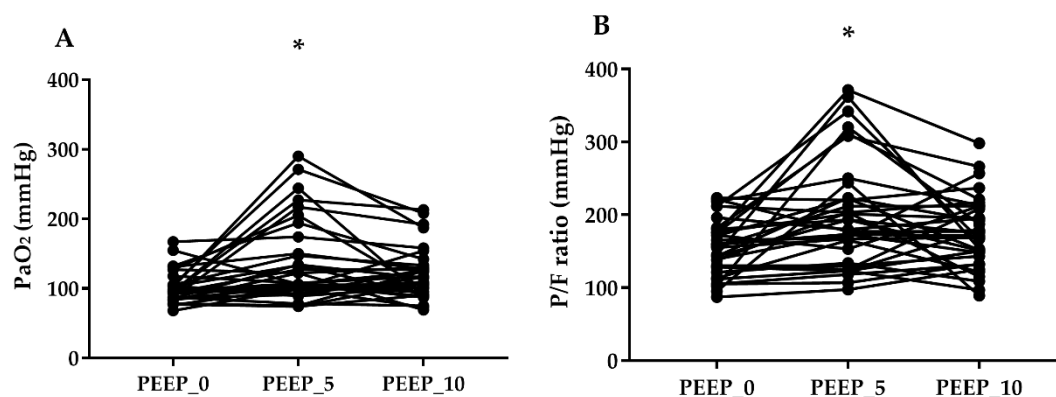 A
*
PaO₂ (mmHg)
400
300
200
100
0
PEEP_0 PEEP_5 PEEP_10
B
*
P/F ratio (mmHg)
400
300
200
100
0
PEEP_0 PEEP_5 PEEP_10